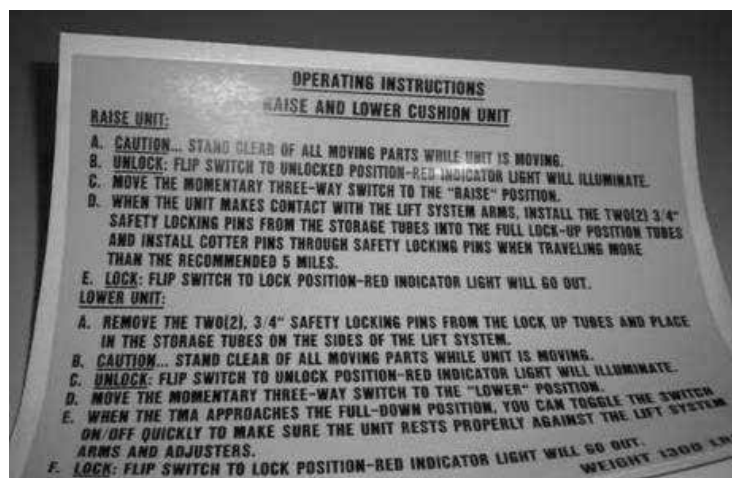 OPERATING INSTRUCTIONS
RAISE AND LOWER CUSHION UNIT
RAISE UNIT:
A. CAUTION... STAND CLEAR OF ALL MOVING PARTS WHILE UNIT IS MOVING.
B. UNLOCK: FLIP SWITCH TO UNLOCKED POSITION-RED INDICATOR LIGHT WILL ILLUMINATE.
C. MOVE THE MOMENTARY THREE-WAY SWITCH TO THE "RAISE" POSITION.
D. WHEN THE UNIT MAKES CONTACT WITH THE LIFT SYSTEM ARMS, INSTALL THE TWO(2) 3/4"
SAFETY LOCKING PINS FROM THE STORAGE TUBES INTO THE FULL LOCK-UP POSITION TUBES
AND INSTALL COTTER PINS THROUGH SAFETY LOCKING PINS WHEN TRAVELING MORE
THAN THE RECOMMENDED 5 MILES.
E. LOCK: FLIP SWITCH TO LOCK POSITION-RED INDICATOR LIGHT WILL GO OUT.
LOWER UNIT:
A. REMOVE THE TWO(2), 3/4" SAFETY LOCKING PINS FROM THE LOCK UP TUBES AND PLACE
IN THE STORAGE TUBES ON THE SIDES OF THE LIFT SYSTEM.
B. CAUTION... STAND CLEAR OF ALL MOVING PARTS WHILE UNIT IS MOVING.
C. UNLOCK: FLIP SWITCH TO UNLOCK POSITION-RED INDICATOR LIGHT WILL ILLUMINATE.
D. MOVE THE MOMENTARY THREE-WAY SWITCH TO THE "LOWER" POSITION.
E. WHEN THE TMA APPROACHES THE FULL-DOWN POSITION, YOU CAN TOGGLE THE SWITCH
ON/OFF QUICKLY TO MAKE SURE THE UNIT RESTS PROPERLY AGAINST THE LIFT SYSTEM
ARMS AND ADJUSTERS.
F. LOCK: FLIP SWITCH TO LOCK POSITION-RED INDICATOR LIGHT WILL GO OUT.
WEIGHT 1300